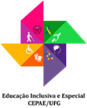 Educação Inclusiva e Especial
CEPAE/UFG